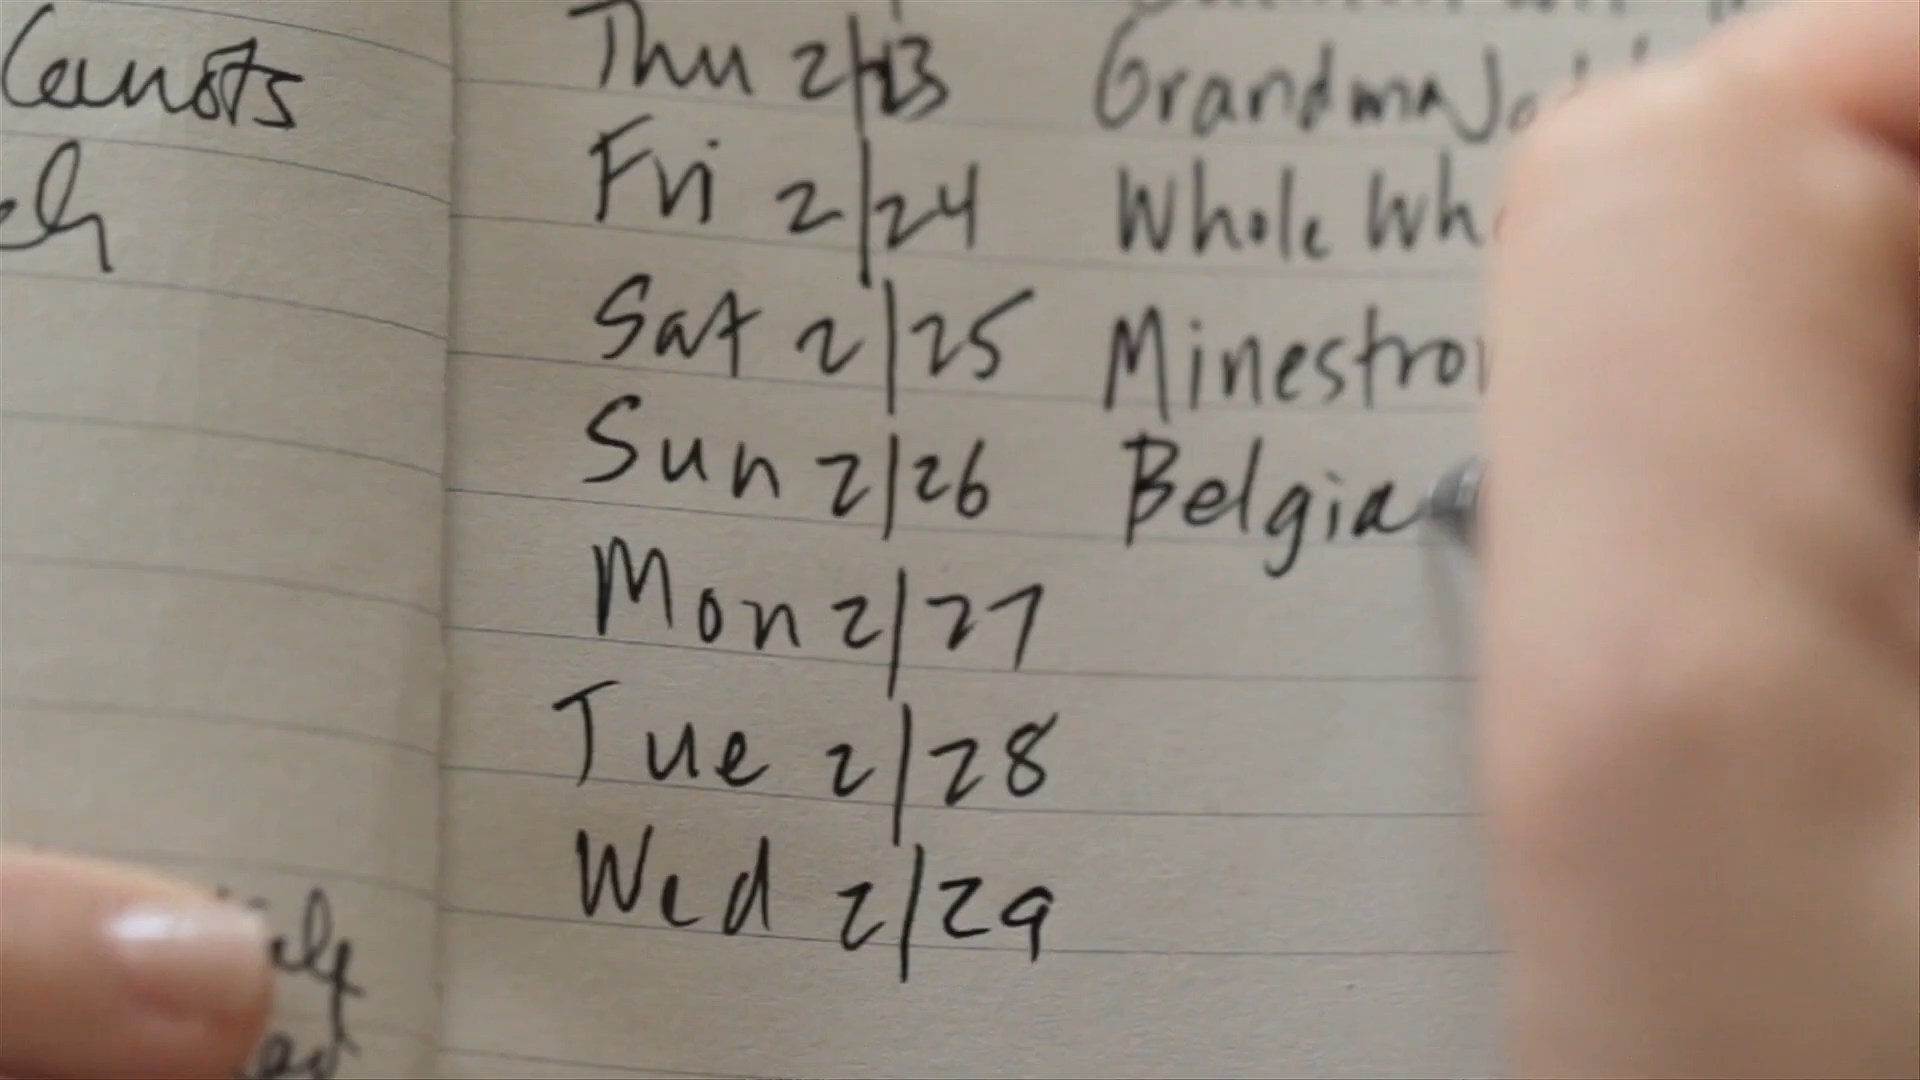 Carrots
Thu 2/23 Grandma
Fri 2/24 Whole Wh
Sat 2/25 Minestro
Sun 2/26 Belgia
Mon 2/27
Tue 2/28
Wed 2/29